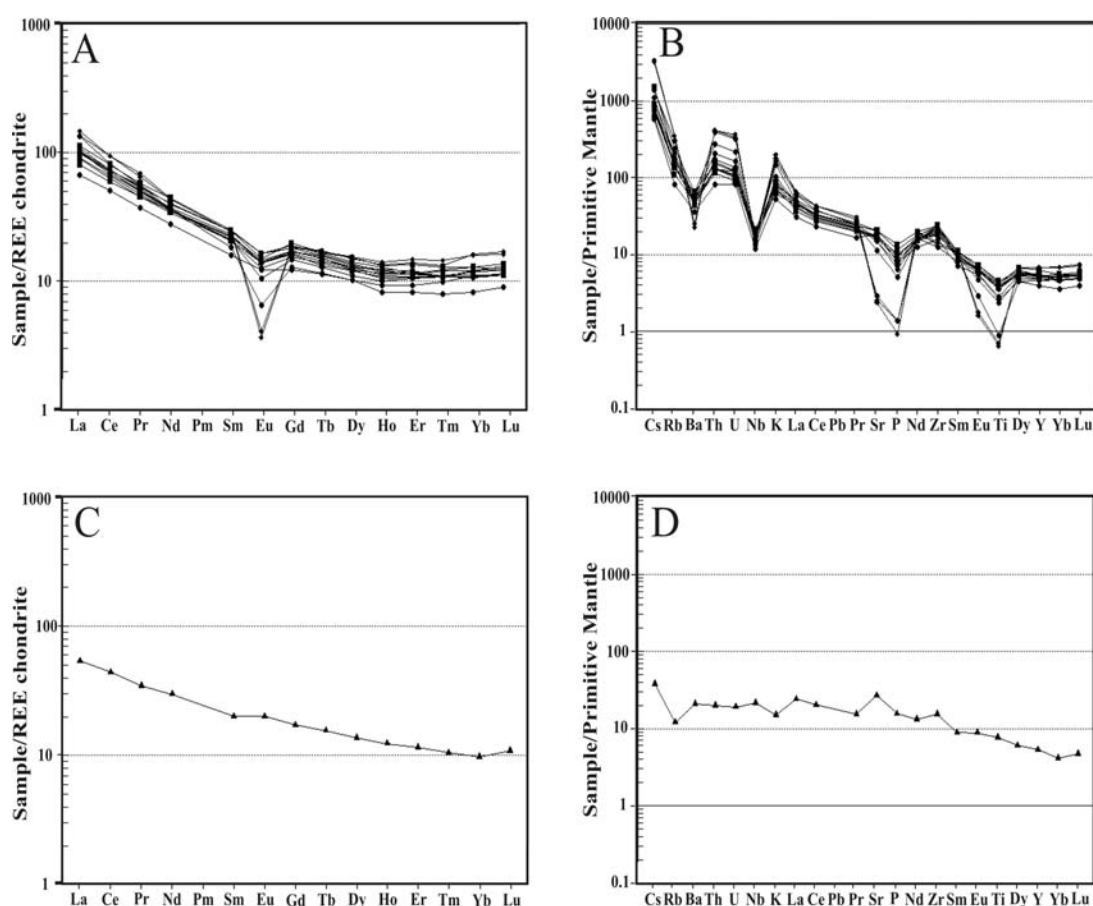 A
Sample/REE chondrite
1000
100
10
1
La Ce Pr Nd Pm Sm Eu Gd Tb Dy Ho Er Tm Yb Lu
B
Sample/Primitive Mantle
10000
1000
100
10
1
0.1
Cs Rb Ba Th U Nb K La Ce Pb Pr Sr P Nd Zr Sm Eu Ti Dy Y Yb Lu
C
Sample/REE chondrite
1000
100
10
1
La Ce Pr Nd Pm Sm Eu Gd Tb Dy Ho Er Tm Yb Lu
D
Sample/Primitive Mantle
10000
1000
100
10
1
0.1
Cs Rb Ba Th U Nb K La Ce Pb Pr Sr P Nd Zr Sm Eu Ti Dy Y Yb Lu